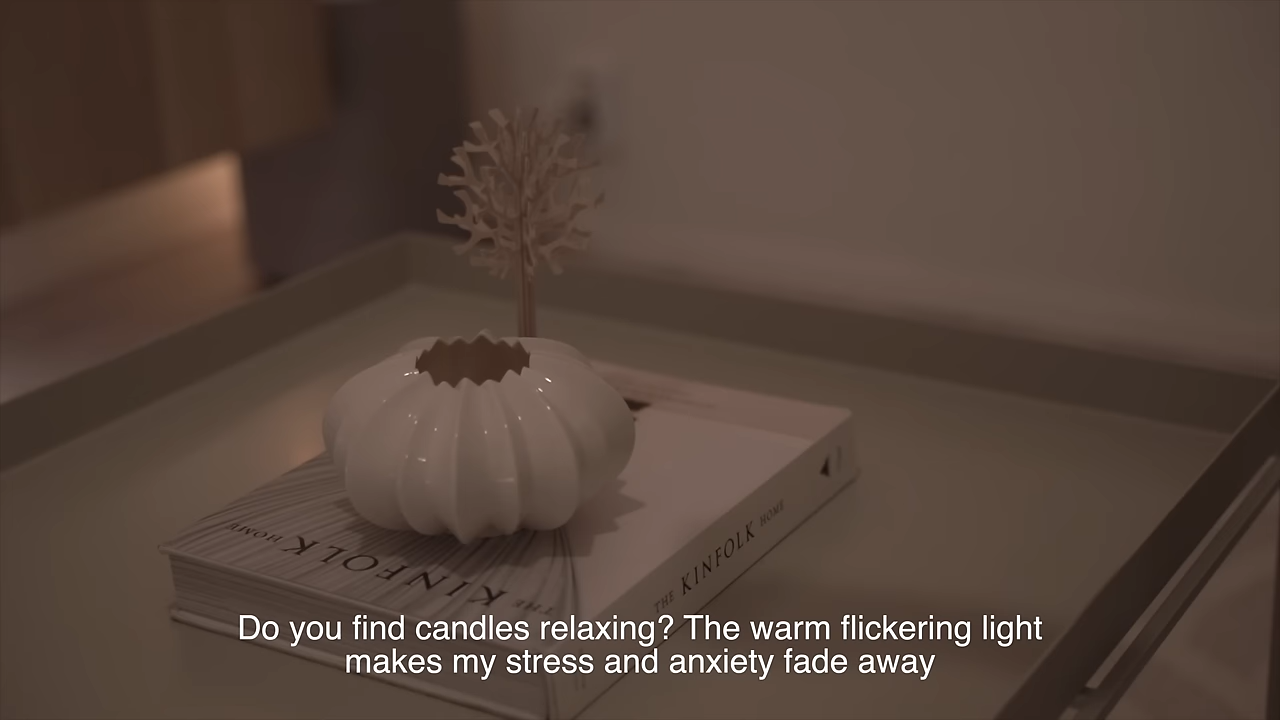 THE KINFOLK HOME
THE KINFOLK HOME
Do you find candles relaxing? The warm flickering light
makes my stress and anxiety fade away